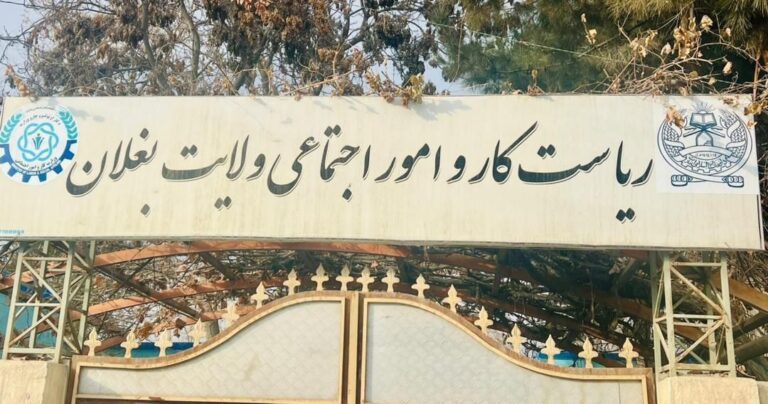 ریاست کار و امور اجتماعی ولایت بغلان